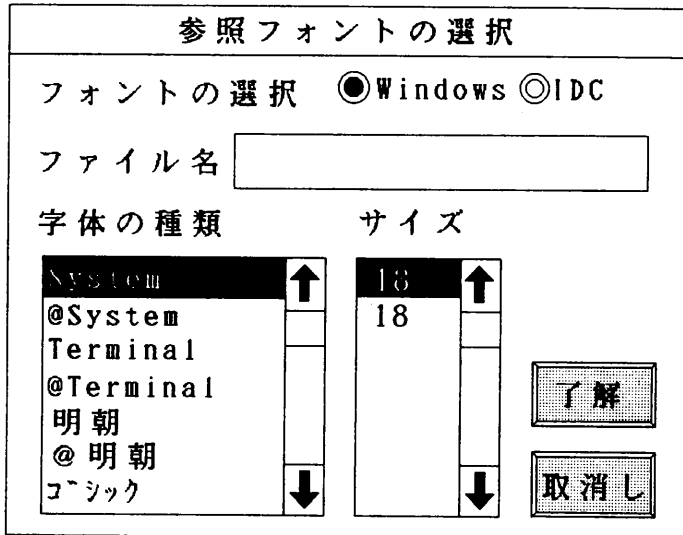 参照フォントの選択
フォントの選択 ◉Windows ◎IDC
ファイル名
字体の種類 サイズ
System 18
@System 18
Terminal
@Terminal
明朝
@明朝
ゴシック
了解
取消し